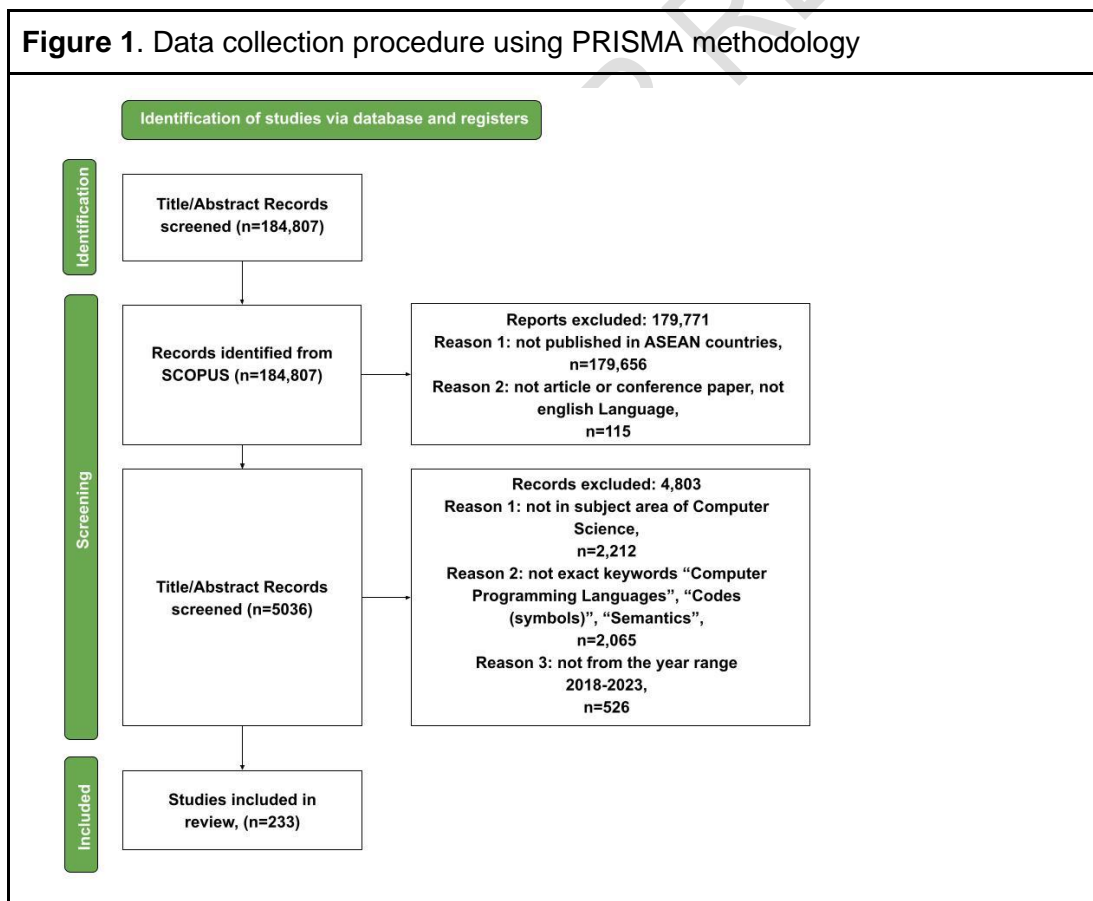 Figure 1. Data collection procedure using PRISMA methodology
Identification of studies via database and registers
Identification
Title/Abstract Records
screened (n=184,807)
Screening
Records identified from
SCOPUS (n=184,807)
Reports excluded: 179,771
Reason 1: not published in ASEAN countries,
n=179,656
Reason 2: not article or conference paper, not
english Language,
n=115
Title/Abstract Records
screened (n=5036)
Records excluded: 4,803
Reason 1: not in subject area of Computer
Science,
n=2,212
Reason 2: not exact keywords “Computer
Programming Languages”, “Codes
(symbols)”, “Semantics”,
n=2,065
Reason 3: not from the year range
2018-2023,
n=526
Included
Studies included in
review, (n=233)